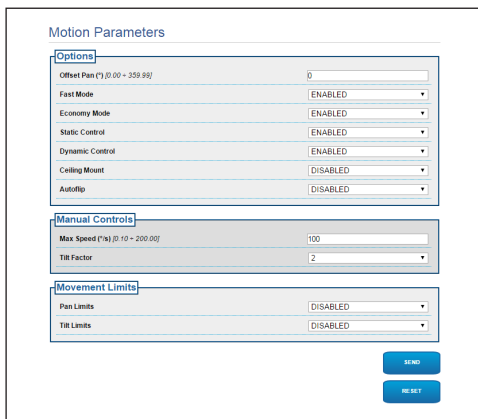 Motion Parameters
Options
Offset Pan (°) [0.00 ÷ 359.99] 0
Fast Mode ENABLED
Economy Mode ENABLED
Static Control ENABLED
Dynamic Control ENABLED
Ceiling Mount DISABLED
Autoflip DISABLED
Manual Controls
Max Speed (°/s) [0.10 ÷ 200.00] 100
Tilt Factor 2
Movement Limits
Pan Limits DISABLED
Tilt Limits DISABLED
SEND
RESET